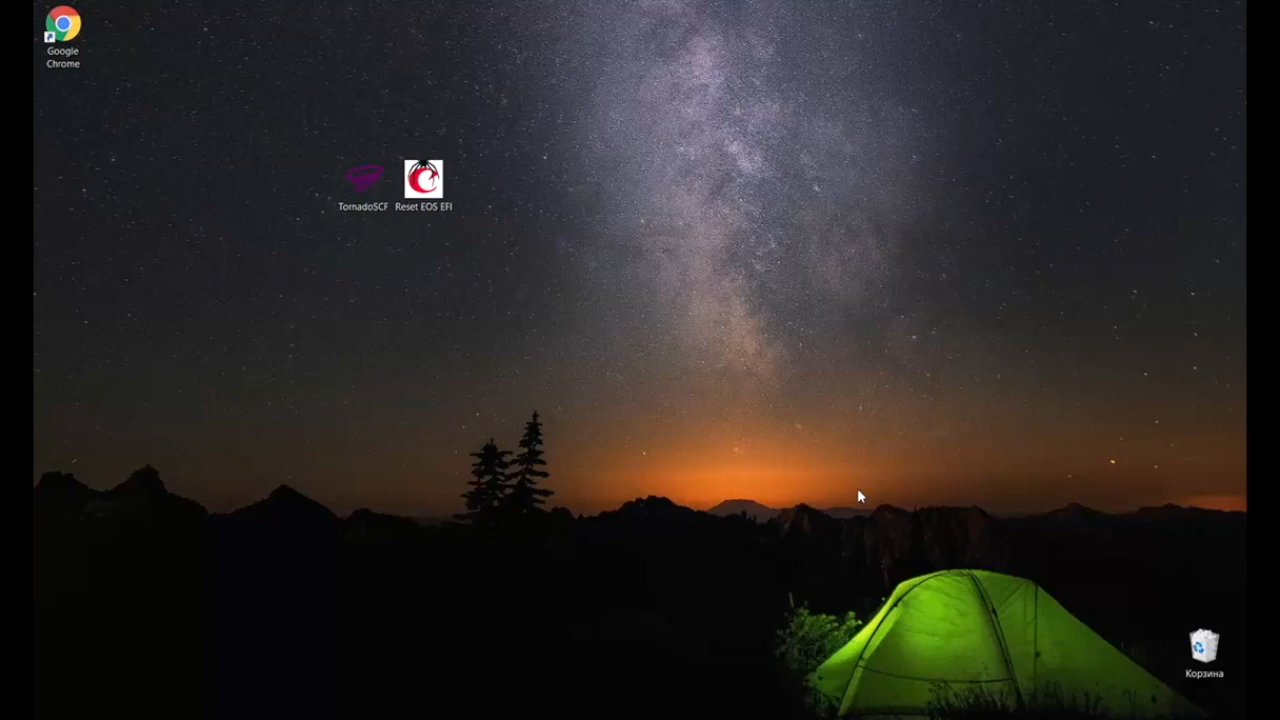 Google
Chrome
TornadoSCF
Reset EOS EFI
Корзина